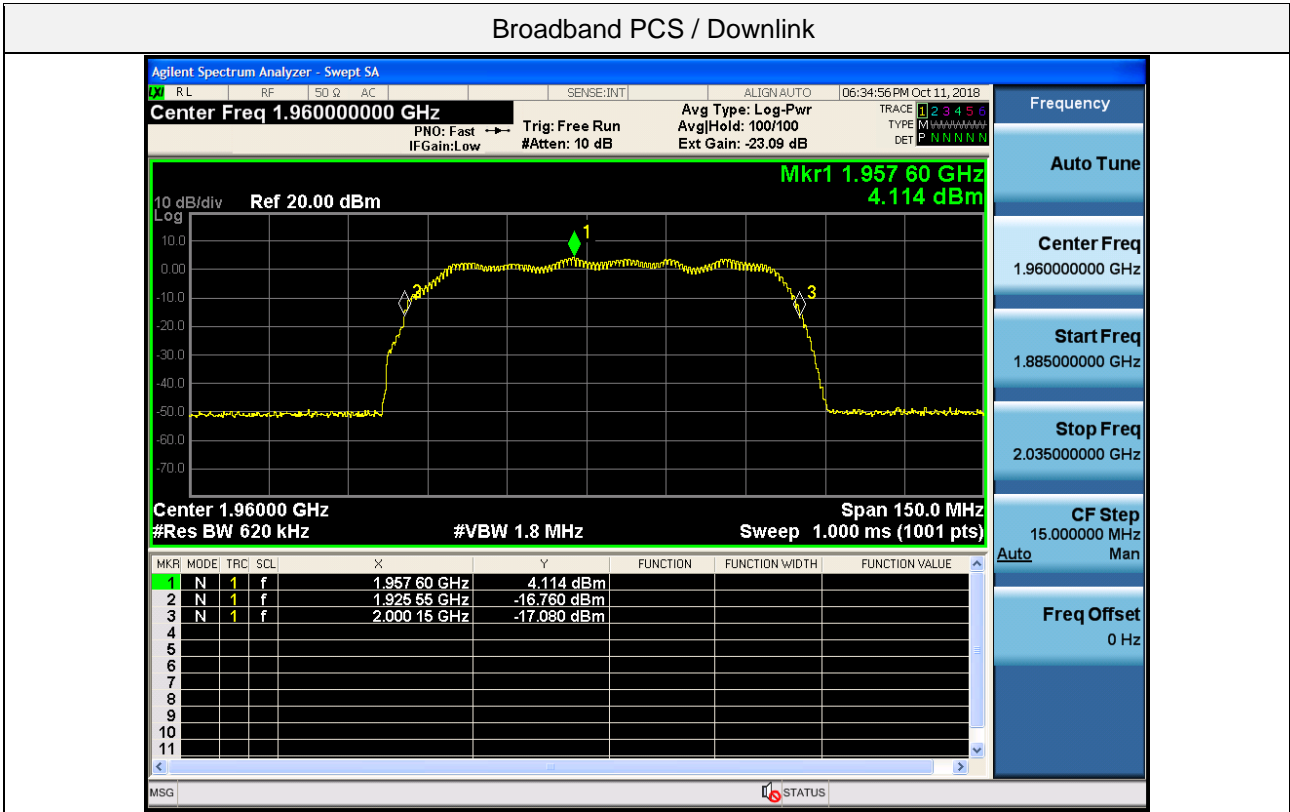 Broadband PCS / Downlink
Agilent Spectrum Analyzer - Swept SA
LXI RL RF 50 Ω AC SENSE:INT ALIGN AUTO 06:34:56 PM Oct 11, 2018
Center Freq 1.960000000 GHz
PNO: Fast
IFGain:Low
Trig: Free Run
#Atten: 10 dB
Avg Type: Log-Pwr
Avg|Hold: 100/100
Ext Gain: -23.09 dB
TRACE 1 2 3 4 5 6
TYPE M
DET P N N N N N
Mkr1 1.957 60 GHz
4.114 dBm
10 dB/div Ref 20.00 dBm
Log
10.0
0.00
-10.0
-20.0
-30.0
-40.0
-50.0
-60.0
-70.0
1
2
3
Center 1.96000 GHz Span 150.0 MHz
#Res BW 620 kHz #VBW 1.8 MHz Sweep 1.000 ms (1001 pts)
MKR MODE TRC SCL X Y FUNCTION FUNCTION WIDTH FUNCTION VALUE
1 N 1 f 1.957 60 GHz 4.114 dBm
2 N 1 f 1.925 55 GHz -16.760 dBm
3 N 1 f 2.000 15 GHz -17.080 dBm
4
5
6
7
8
9
10
11
MSG STATUS
Frequency
Auto Tune
Center Freq
1.960000000 GHz
Start Freq
1.885000000 GHz
Stop Freq
2.035000000 GHz
CF Step
15.000000 MHz
Auto Man
Freq Offset
0 Hz